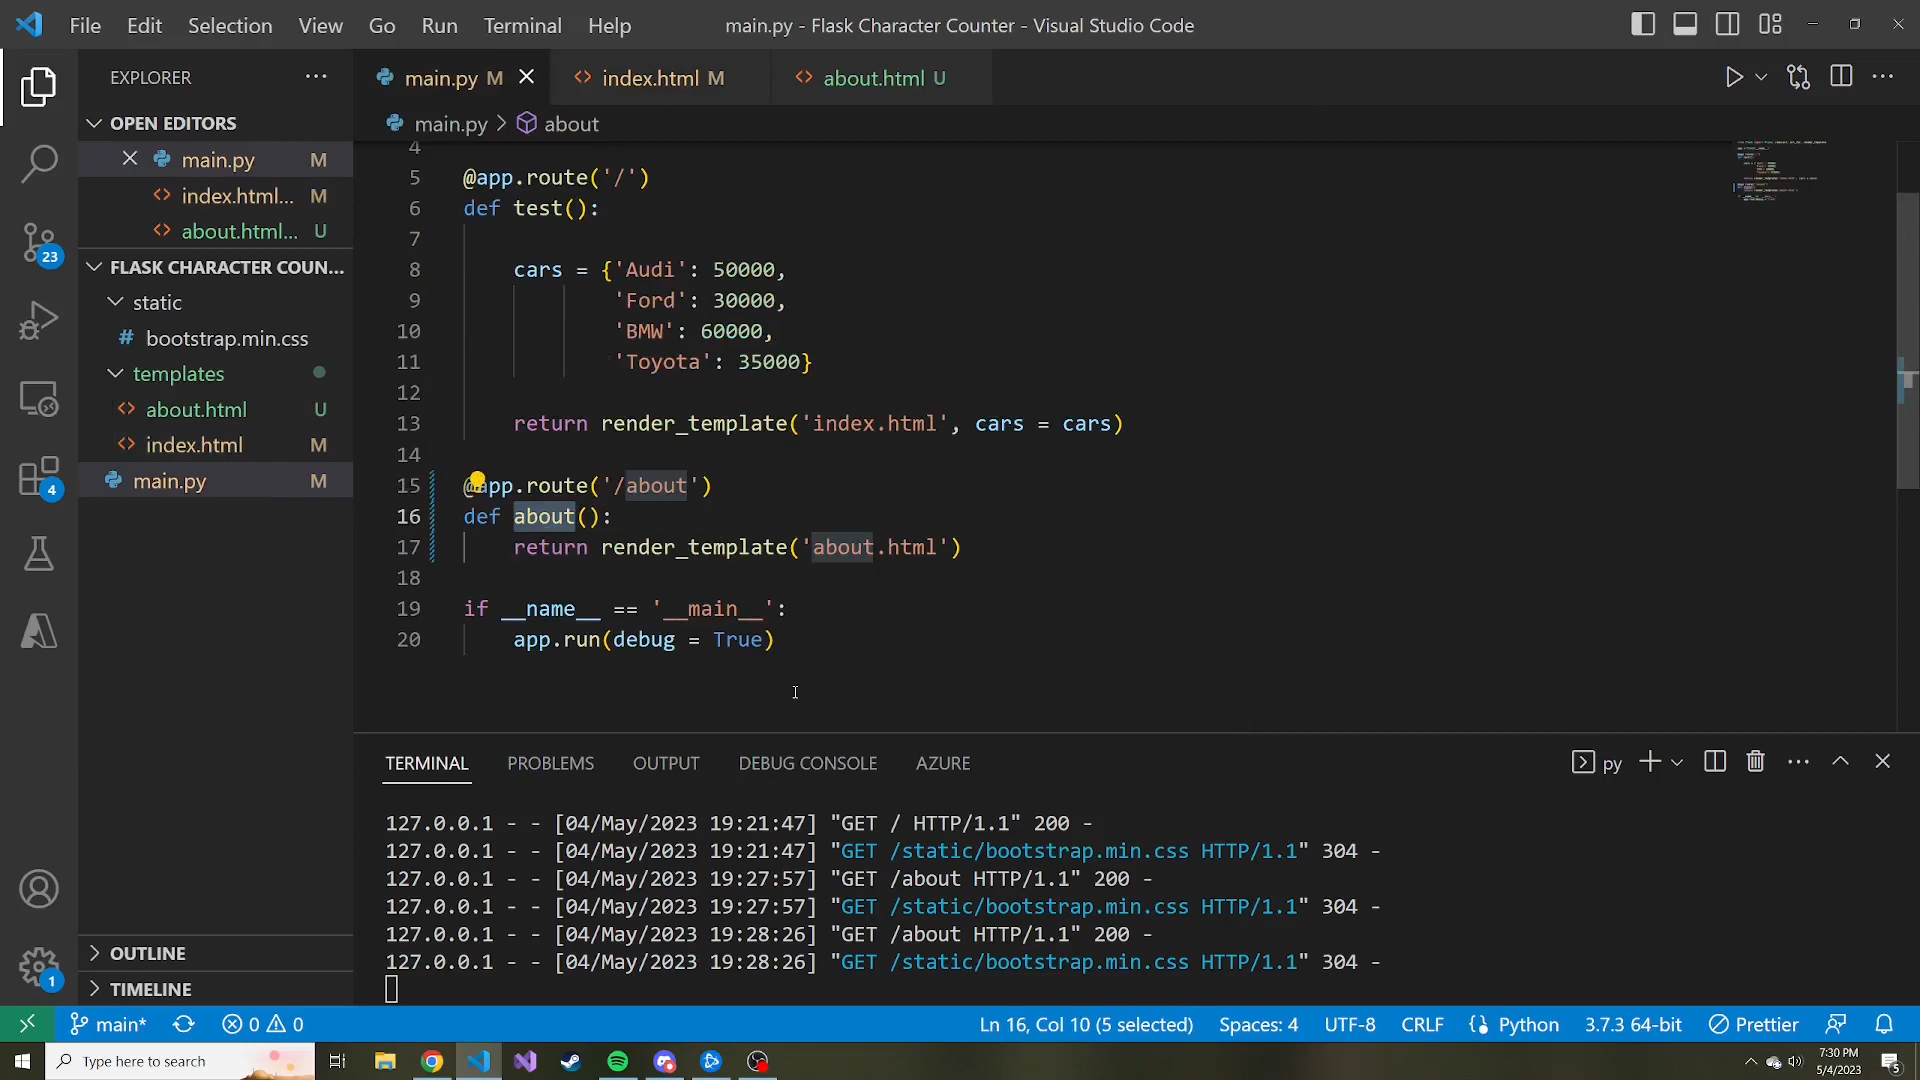 File Edit Selection View Go Run Terminal Help
main.py - Flask Character Counter - Visual Studio Code
EXPLORER
OPEN EDITORS
main.py M
index.html... M
about.html... U
FLASK CHARACTER COUN...
static
# bootstrap.min.css
templates
about.html U
index.html M
main.py M
OUTLINE
TIMELINE
23
4
1
main.py M
index.html M
about.html U
main.py > about
4
5 @app.route('/')
6 def test():
7
8 cars = {'Audi': 50000,
9 'Ford': 30000,
10 'BMW': 60000,
11 'Toyota': 35000}
12
13 return render_template('index.html', cars = cars)
14
15 @app.route('/about')
16 def about():
17 return render_template('about.html')
18
19 if __name__ == '__main__':
20 app.run(debug = True)
TERMINAL PROBLEMS OUTPUT DEBUG CONSOLE AZURE
py
127.0.0.1 - - [04/May/2023 19:21:47] "GET / HTTP/1.1" 200 -
127.0.0.1 - - [04/May/2023 19:21:47] "GET /static/bootstrap.min.css HTTP/1.1" 304 -
127.0.0.1 - - [04/May/2023 19:27:57] "GET /about HTTP/1.1" 200 -
127.0.0.1 - - [04/May/2023 19:27:57] "GET /static/bootstrap.min.css HTTP/1.1" 304 -
127.0.0.1 - - [04/May/2023 19:28:26] "GET /about HTTP/1.1" 200 -
127.0.0.1 - - [04/May/2023 19:28:26] "GET /static/bootstrap.min.css HTTP/1.1" 304 -
main* 0 0
Ln 16, Col 10 (5 selected) Spaces: 4 UTF-8 CRLF Python 3.7.3 64-bit Prettier
Type here to search
7:30 PM
5/4/2023
5